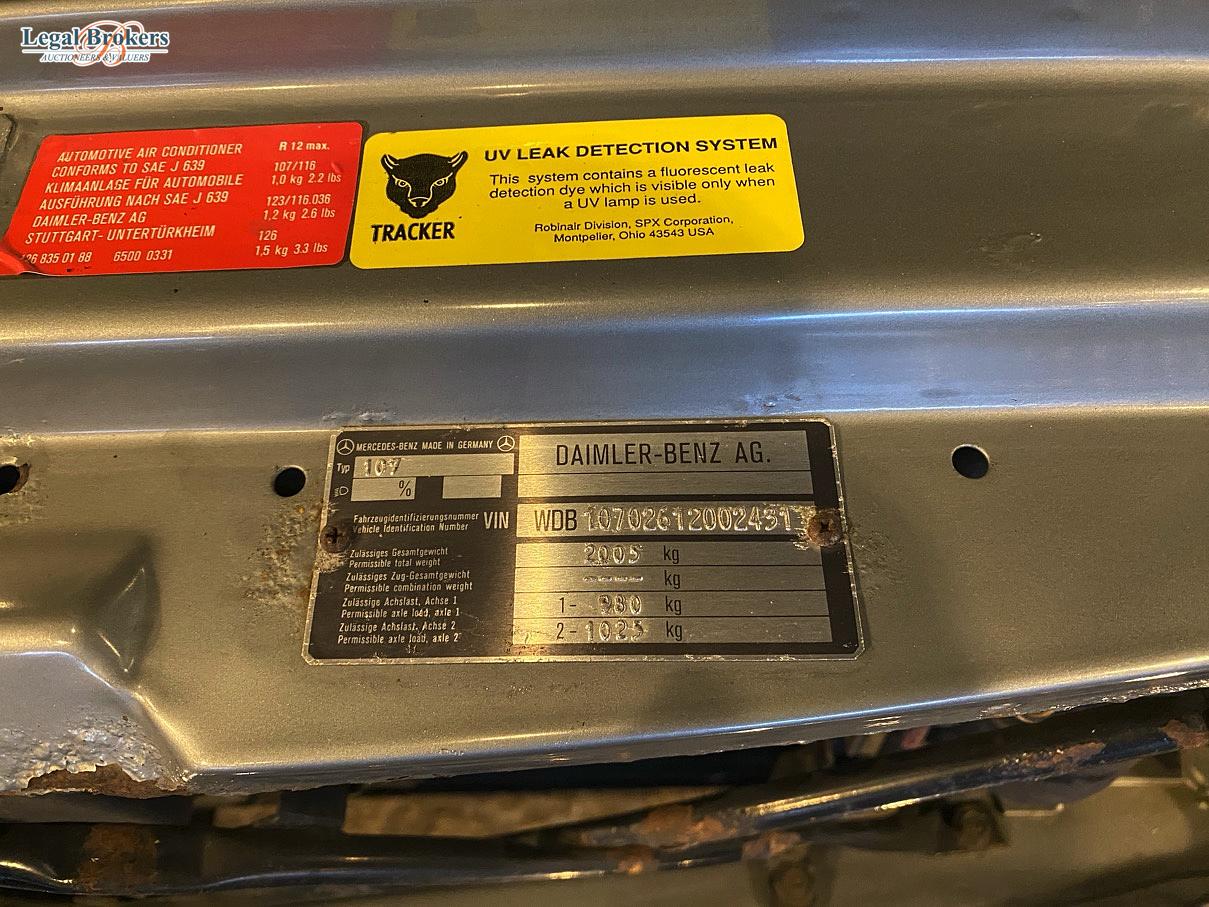 Legal Brokers
AUCTIONEERS & VALUERS
AUTOMOTIVE AIR CONDITIONER R 12 max.
CONFORMS TO SAE J 639 107/116
KLIMAANLAGE FÜR AUTOMOBILE 1,0 kg 2.2 lbs
AUSFÜHRUNG NACH SAE J 639 123/116.036
DAIMLER-BENZ AG 1,2 kg 2.6 lbs
STUTTGART- UNTERTÜRKHEIM 126
126 835 01 88 6500 0331 1,5 kg 3.3 lbs
TRACKER
UV LEAK DETECTION SYSTEM
This system contains a fluorescent leak
detection dye which is visible only when
a UV lamp is used.
Robinair Division, SPX Corporation,
Montpelier, Ohio 43543 USA
MERCEDES-BENZ MADE IN GERMANY
DAIMLER-BENZ AG.
Typ 107
%
Fahrzeugidentifizierungsnummer
Vehicle Identification Number VIN WDB 10702612002431
Zulässiges Gesamtgewicht
Permissible total weight 2005 kg
Zulässiges Zug-Gesamtgewicht
Permissible combination weight ---- kg
Zulässige Achslast, Achse 1
Permissible axle load, axle 1 1- 980 kg
Zulässige Achslast, Achse 2
Permissible axle load, axle 2 2- 1025 kg